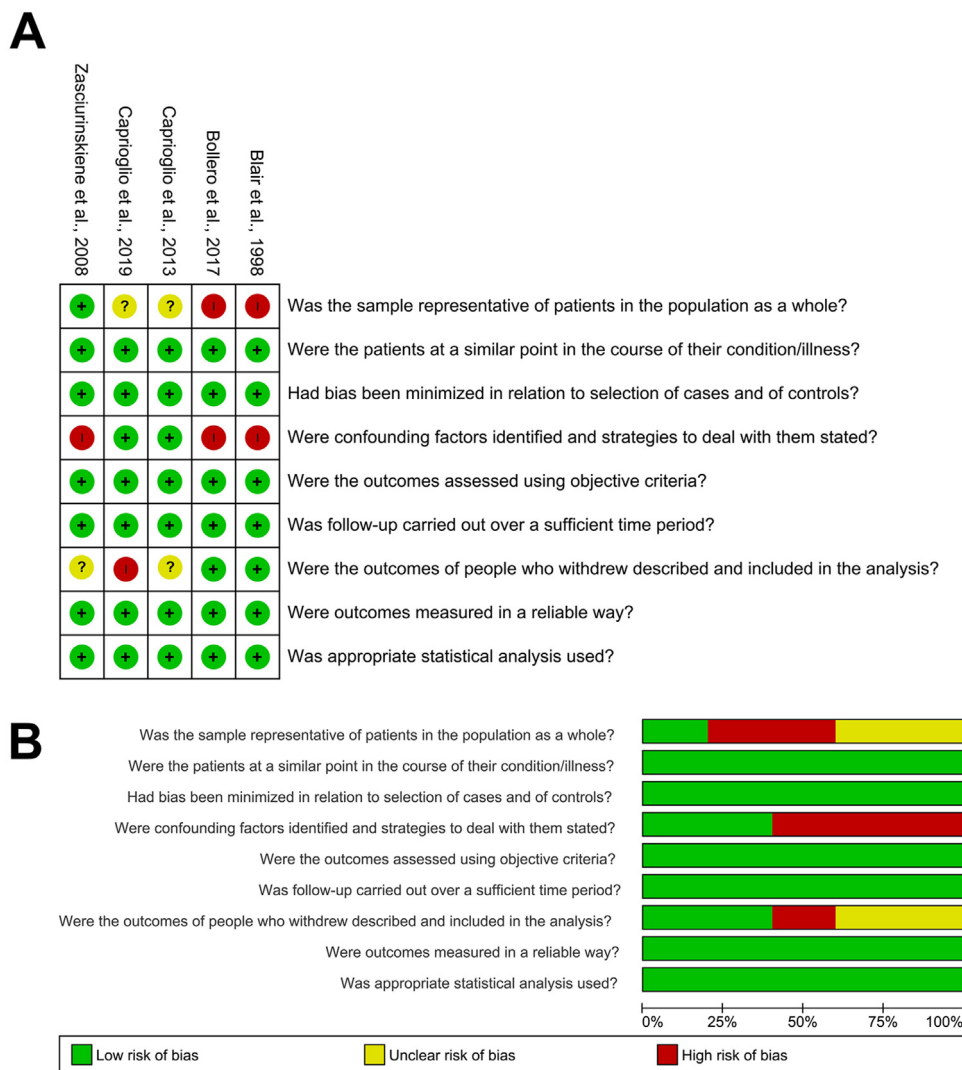 A
Zasciurinskiene et al., 2008
Caprioglio et al., 2019
Caprioglio et al., 2013
Bollero et al., 2017
Blair et al., 1998
+ ? ? - - Was the sample representative of patients in the population as a whole?
+ + + + + Were the patients at a similar point in the course of their condition/illness?
+ + + + + Had bias been minimized in relation to selection of cases and of controls?
- + + - - Were confounding factors identified and strategies to deal with them stated?
+ + + + + Were the outcomes assessed using objective criteria?
+ + + + + Was follow-up carried out over a sufficient time period?
? - ? + + Were the outcomes of people who withdrew described and included in the analysis?
+ + + + + Were outcomes measured in a reliable way?
+ + + + + Was appropriate statistical analysis used?
B
Was the sample representative of patients in the population as a whole?
Were the patients at a similar point in the course of their condition/illness?
Had bias been minimized in relation to selection of cases and of controls?
Were confounding factors identified and strategies to deal with them stated?
Were the outcomes assessed using objective criteria?
Was follow-up carried out over a sufficient time period?
Were the outcomes of people who withdrew described and included in the analysis?
Were outcomes measured in a reliable way?
Was appropriate statistical analysis used?
0% 25% 50% 75% 100%
Low risk of bias Unclear risk of bias High risk of bias